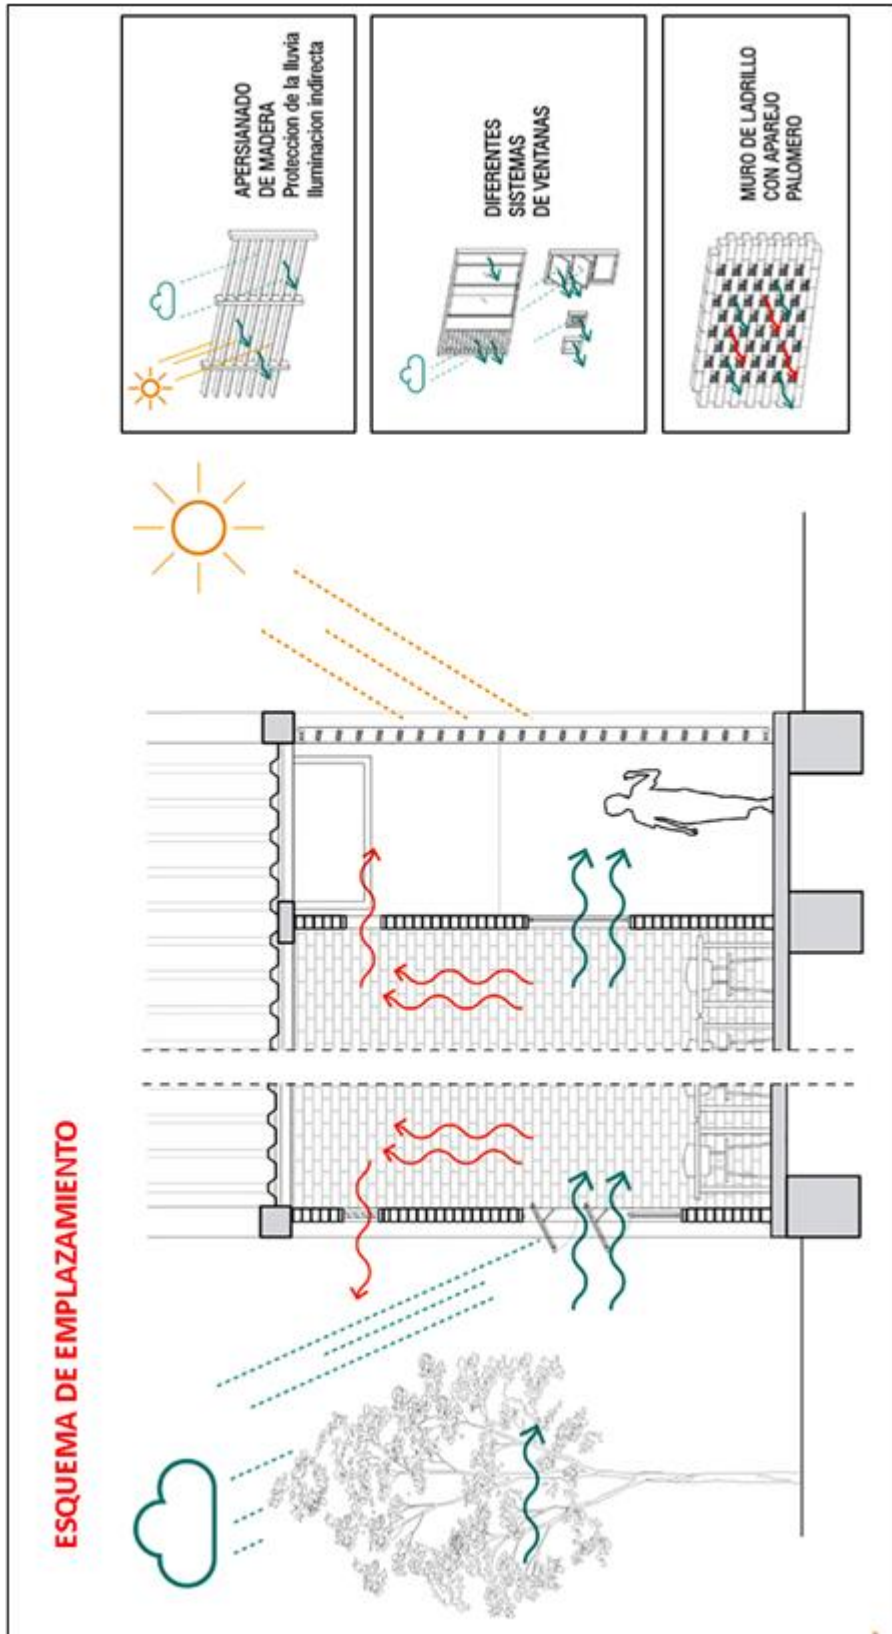 ESQUEMA DE EMPLAZAMIENTO
APERSIANADO
DE MADERA
Proteccion de la lluvia
Iluminacion indirecta
DIFERENTES
SISTEMAS
DE VENTANAS
MURO DE LADRILLO
CON APAREJO
PALOMERO